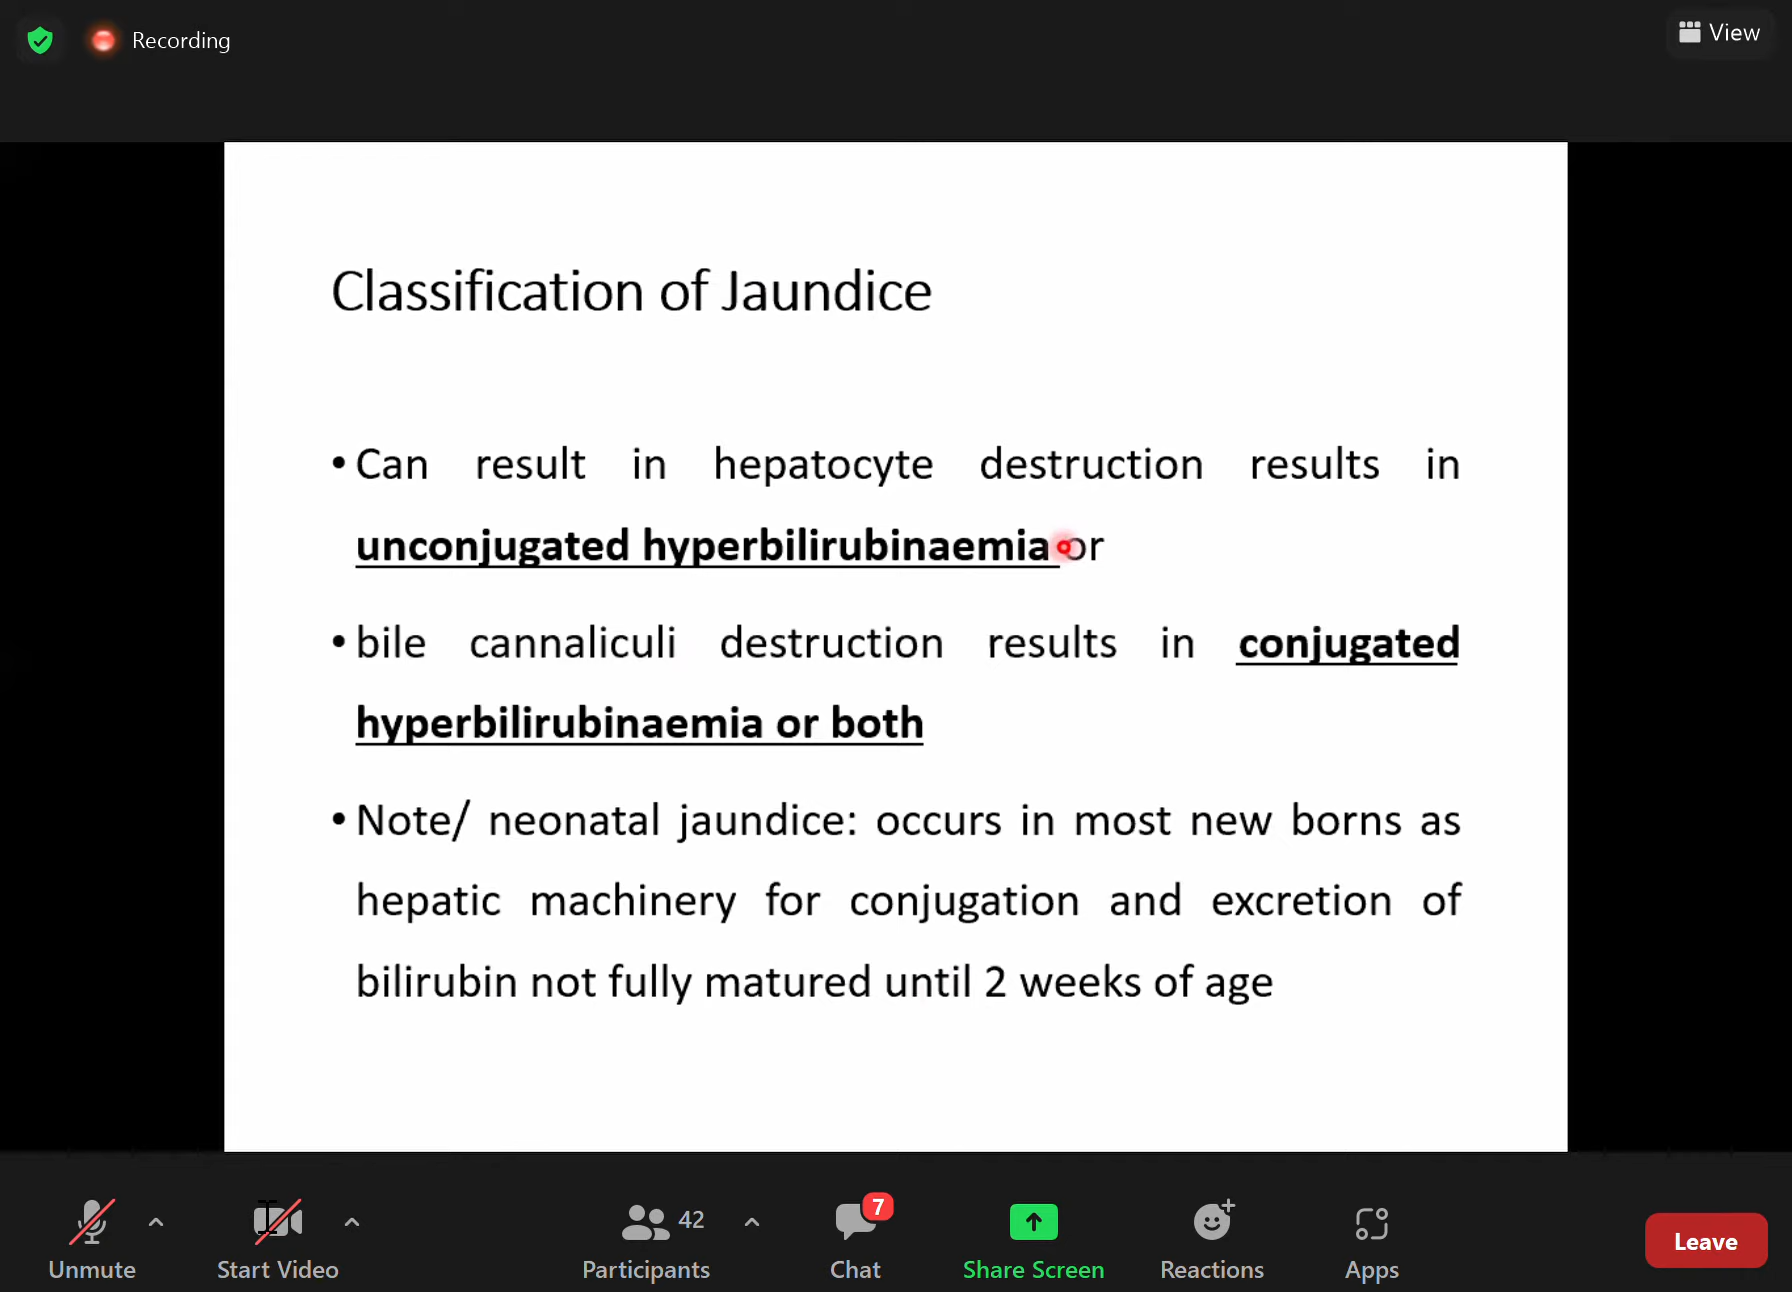 Recording
View
Classification of Jaundice
• Can result in hepatocyte destruction results in
unconjugated hyperbilirubinaemia or
• bile cannaliculi destruction results in conjugated
hyperbilirubinaemia or both
• Note/ neonatal jaundice: occurs in most new borns as
hepatic machinery for conjugation and excretion of
bilirubin not fully matured until 2 weeks of age
42
7
Unmute
Start Video
Participants
Chat
Share Screen
Reactions
Apps
Leave